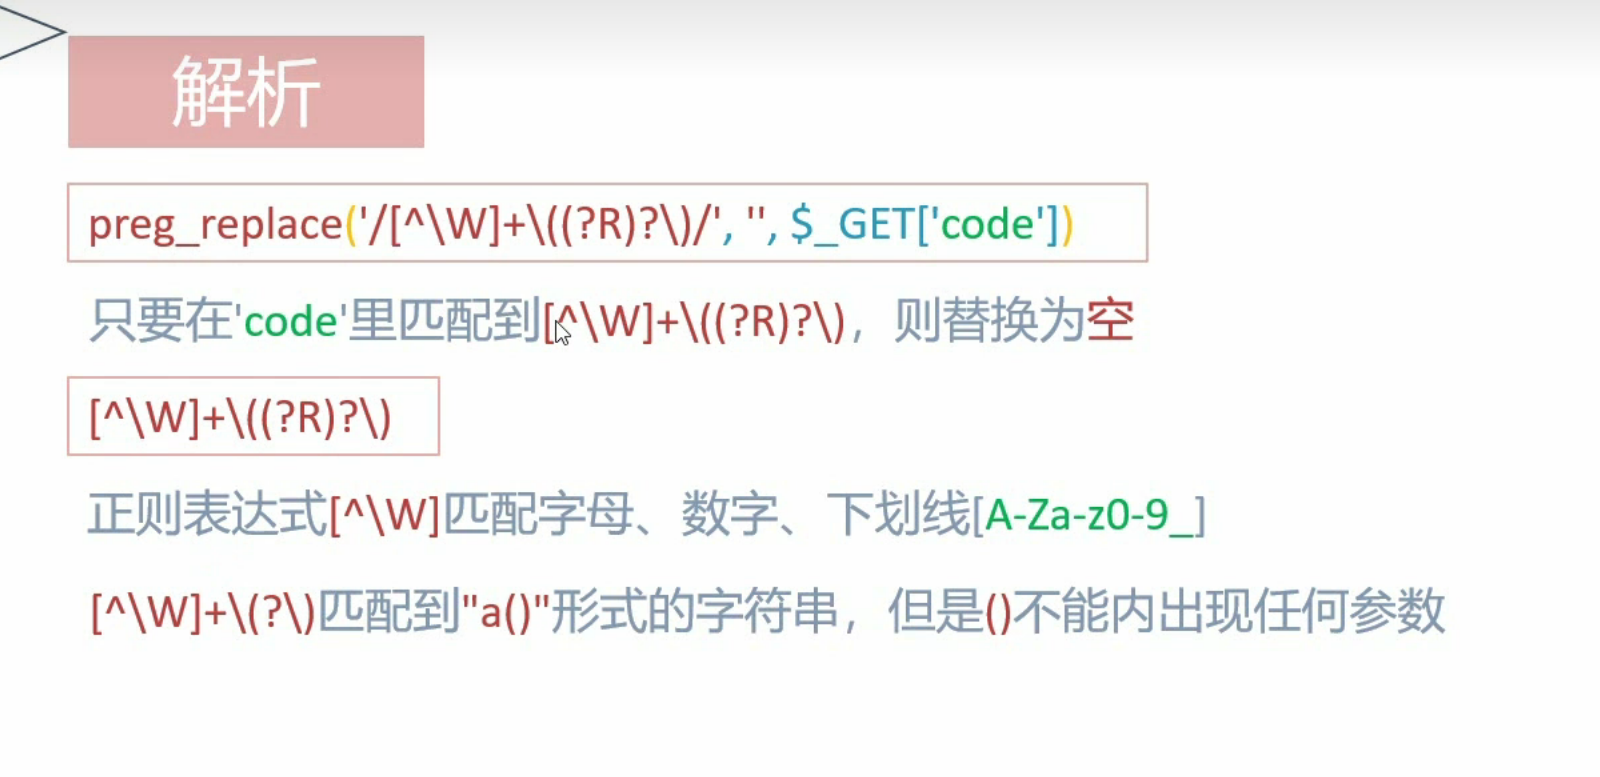 解析
preg_replace('/[^\W]+\((?R)?\)/', '', $_GET['code'])
只要在'code'里匹配到[^\W]+\((?R)?\)，则替换为空
[^\W]+\((?R)?\)
正则表达式[^\W]匹配字母、数字、下划线[A-Za-z0-9_]
[^\W]+\(?\)匹配到"a()"形式的字符串，但是()不能内出现任何参数